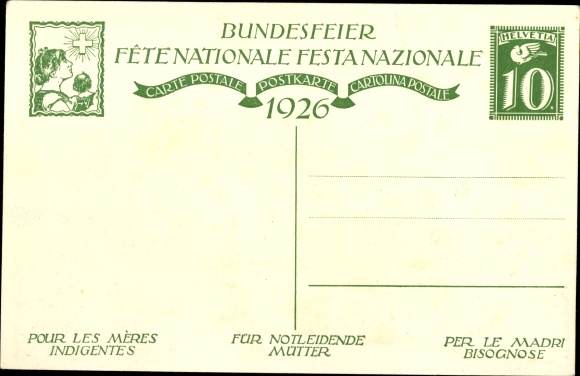 BUNDESFEIER
FÊTE NATIONALE FESTA NAZIONALE
CARTE POSTALE POSTKARTE CARTOLINA POSTALE
1926
HELVETIA
10
POUR LES MÈRES
INDIGENTES
FÜR NOTLEIDENDE
MÜTTER
PER LE MADRI
BISOGNOSE